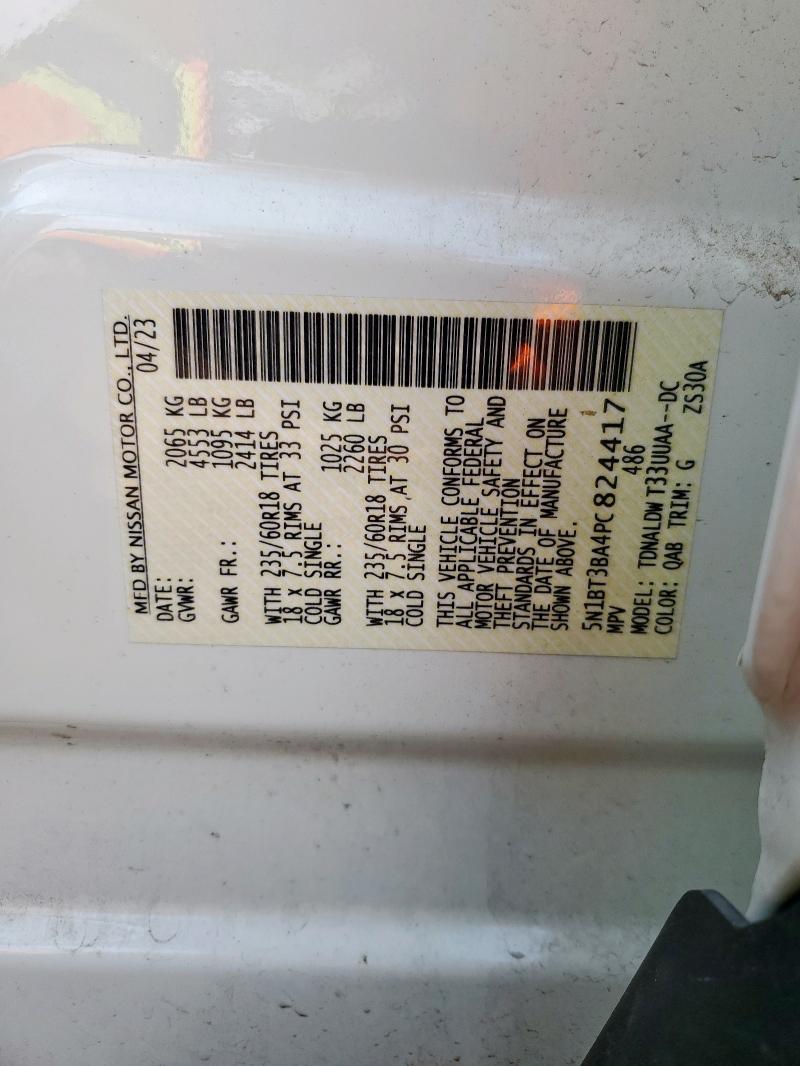 MFD BY NISSAN MOTOR CO., LTD.
DATE: 04/23
GVWR: 2065 KG
4553 LB
GAWR FR.: 1095 KG
2414 LB
WITH 235/60R18 TIRES
18 X 7.5 RIMS AT 33 PSI
COLD SINGLE
GAWR RR.: 1025 KG
2260 LB
WITH 235/60R18 TIRES
18 X 7.5 RIMS AT 30 PSI
COLD SINGLE
THIS VEHICLE CONFORMS TO
ALL APPLICABLE FEDERAL
MOTOR VEHICLE SAFETY AND
THEFT PREVENTION
STANDARDS IN EFFECT ON
THE DATE OF MANUFACTURE
SHOWN ABOVE.
5N1BT3BA4PC824417
MPV 486
MODEL: TDNALDW T33UUAA--DC
COLOR: QAB TRIM: G ZS30A